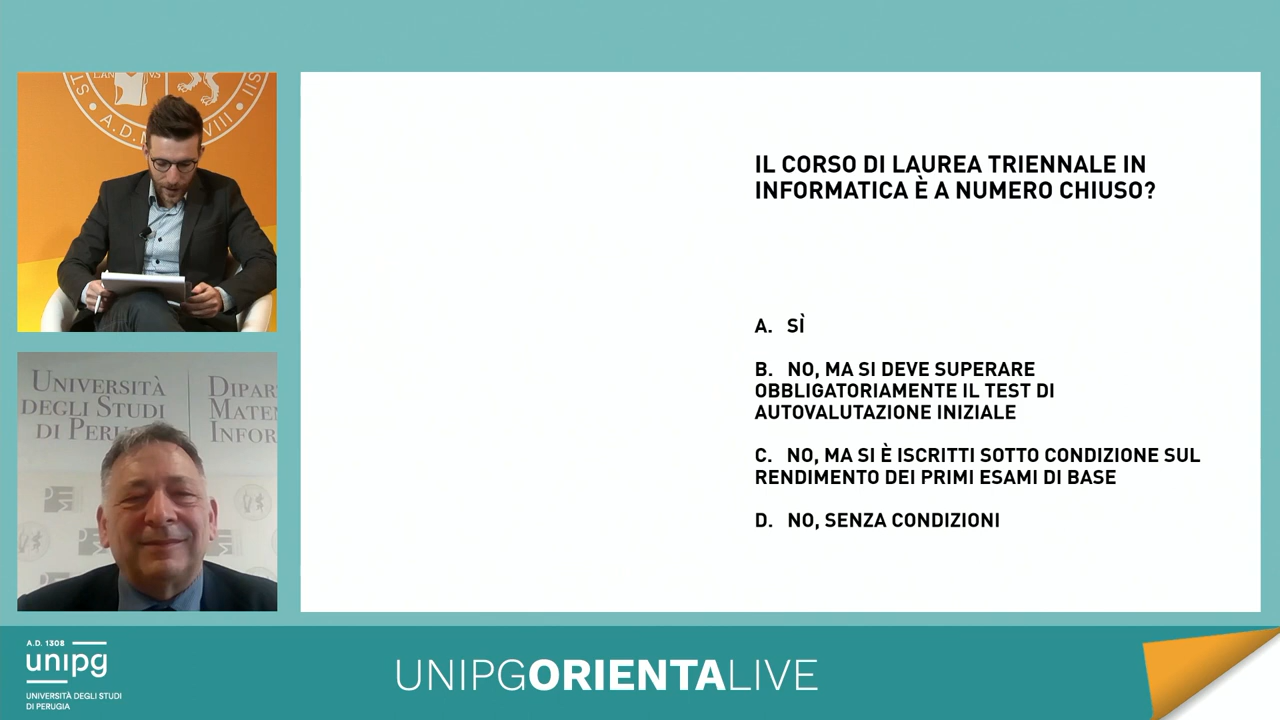 IL CORSO DI LAUREA TRIENNALE IN
INFORMATICA È A NUMERO CHIUSO?
A. SÌ
B. NO, MA SI DEVE SUPERARE
OBBLIGATORIAMENTE IL TEST DI
AUTOVALUTAZIONE INIZIALE
C. NO, MA SI È ISCRITTI SOTTO CONDIZIONE SUL
RENDIMENTO DEI PRIMI ESAMI DI BASE
D. NO, SENZA CONDIZIONI
UNIVERSITÀ
DEGLI STUDI
DI
A.D. 1308
unipg
UNIVERSITÀ DEGLI STUDI
DI PERUGIA
UNIPGORIENTALIVE